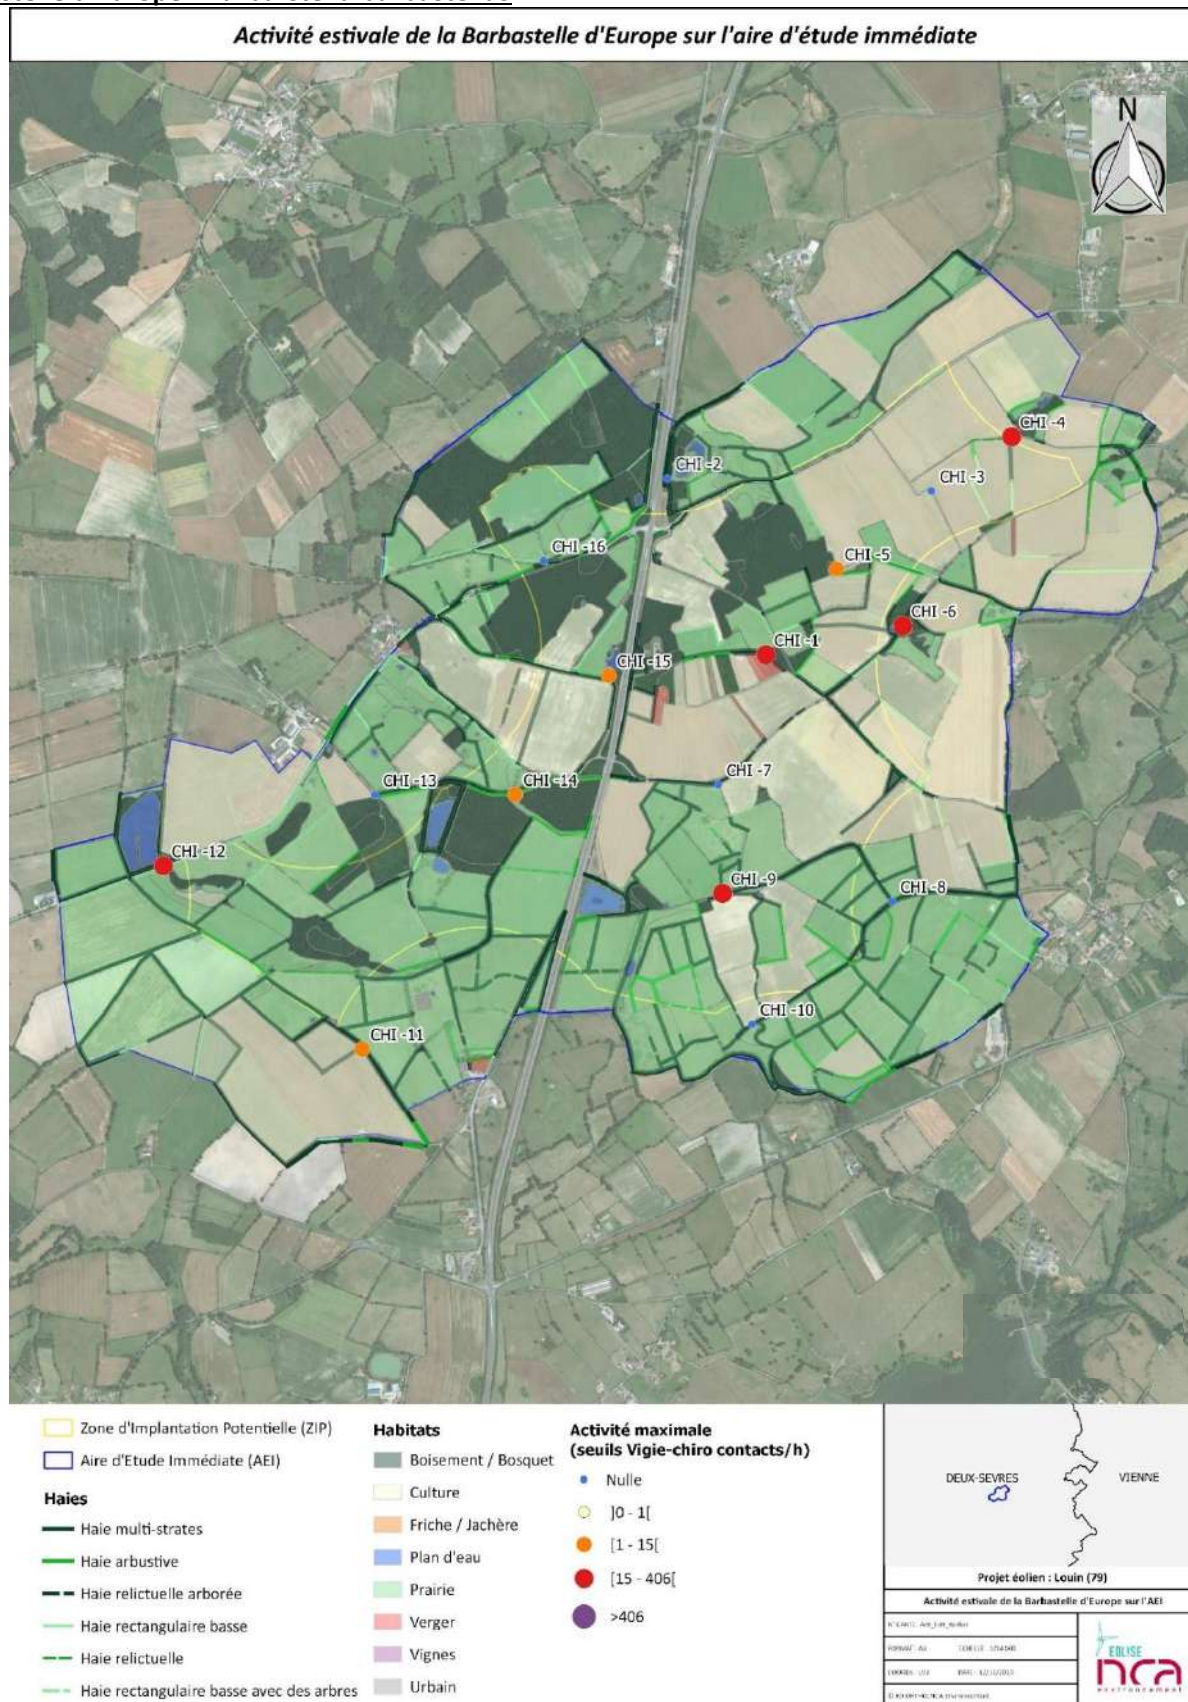 Activité estivale de la Barbastelle d'Europe sur l'aire d'étude immédiate
N
CHI -4
CHI -2
CHI -3
CHI -16
CHI -5
CHI -6
CHI -1
CHI -15
CHI -7
CHI -13
CHI -14
CHI -12
CHI -9
CHI -8
CHI -10
CHI -11
Zone d'Implantation Potentielle (ZIP)
Aire d'Etude Immédiate (AEI)
Haies
Haie multi-strates
Haie arbustive
Haie relictuelle arborée
Haie rectangulaire basse
Haie relictuelle
Haie rectangulaire basse avec des arbres
Habitats
Boisement / Bosquet
Culture
Friche / Jachère
Plan d'eau
Prairie
Verger
Vignes
Urbain
Activité maximale
(seuils Vigie-chiro contacts/h)
Nulle
]0 - 1[
[1 - 15[
[15 - 406[
>406
DEUX-SEVRES
VIENNE
Projet éolien : Louin (79)
Activité estivale de la Barbastelle d'Europe sur l'AEI
EOLISE
nca
environnement